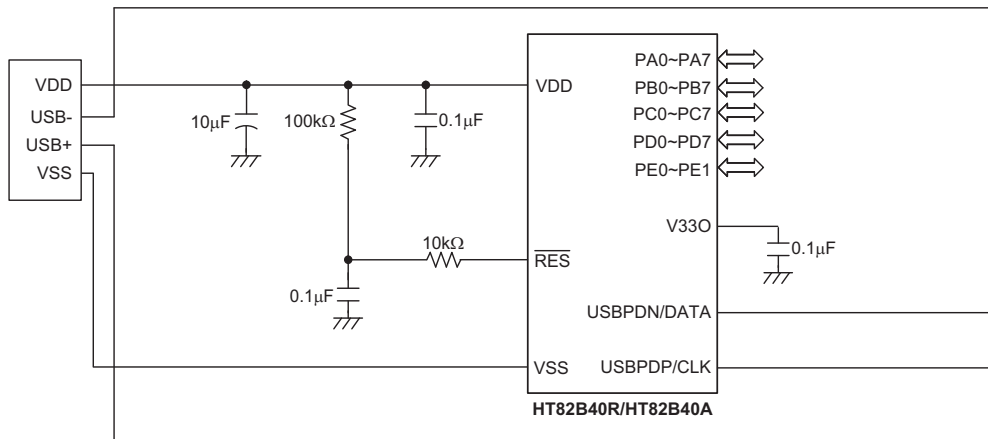 VDD
USB-
USB+
VSS
10μF
100kΩ
0.1μF
10kΩ
0.1μF
VDD
RES
VSS
PA0~PA7
PB0~PB7
PC0~PC7
PD0~PD7
PE0~PE1
V33O
0.1μF
USBPDN/DATA
USBPDP/CLK
HT82B40R/HT82B40A